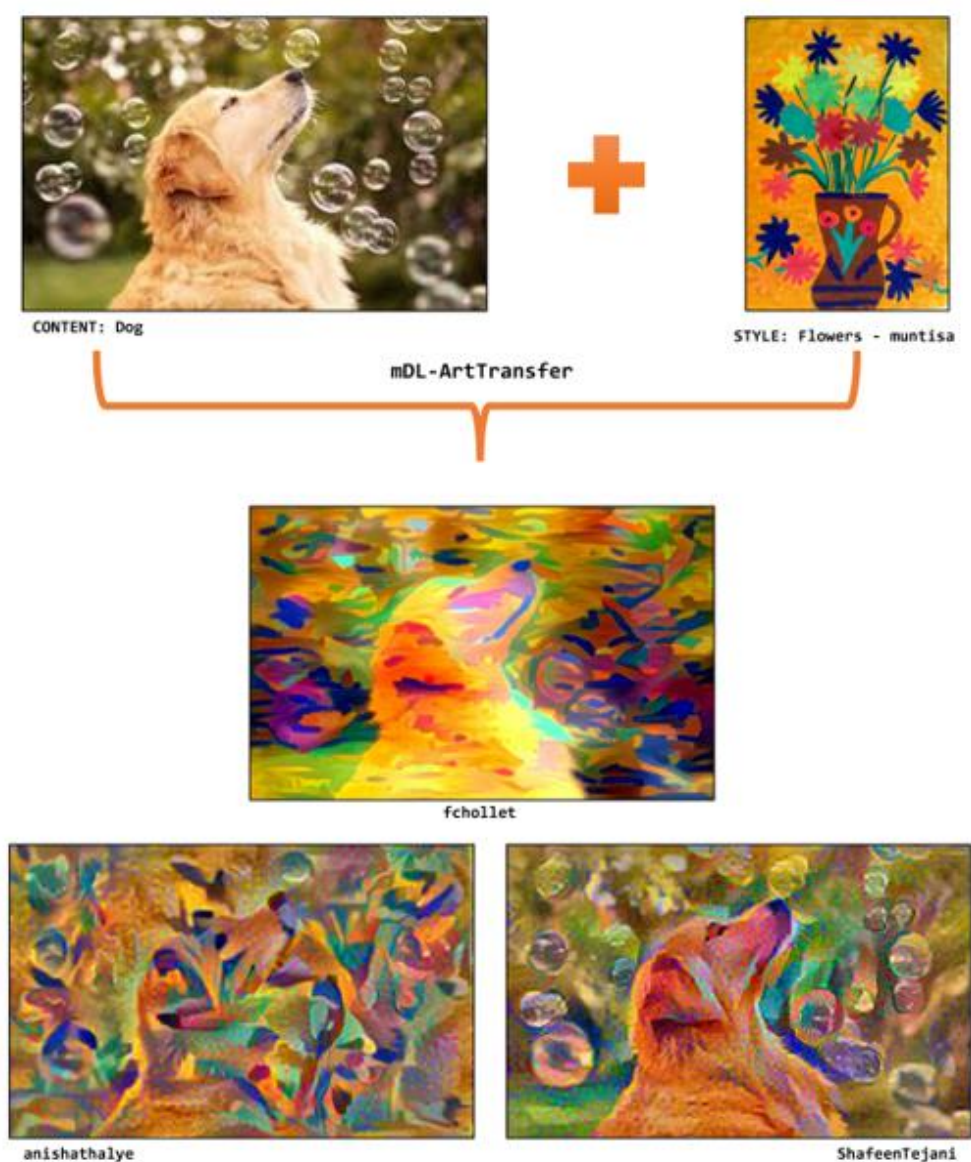 CONTENT: Dog
STYLE: Flowers - muntisa
mDL-ArtTransfer
fchollet
anishathalye
ShafeenTejani